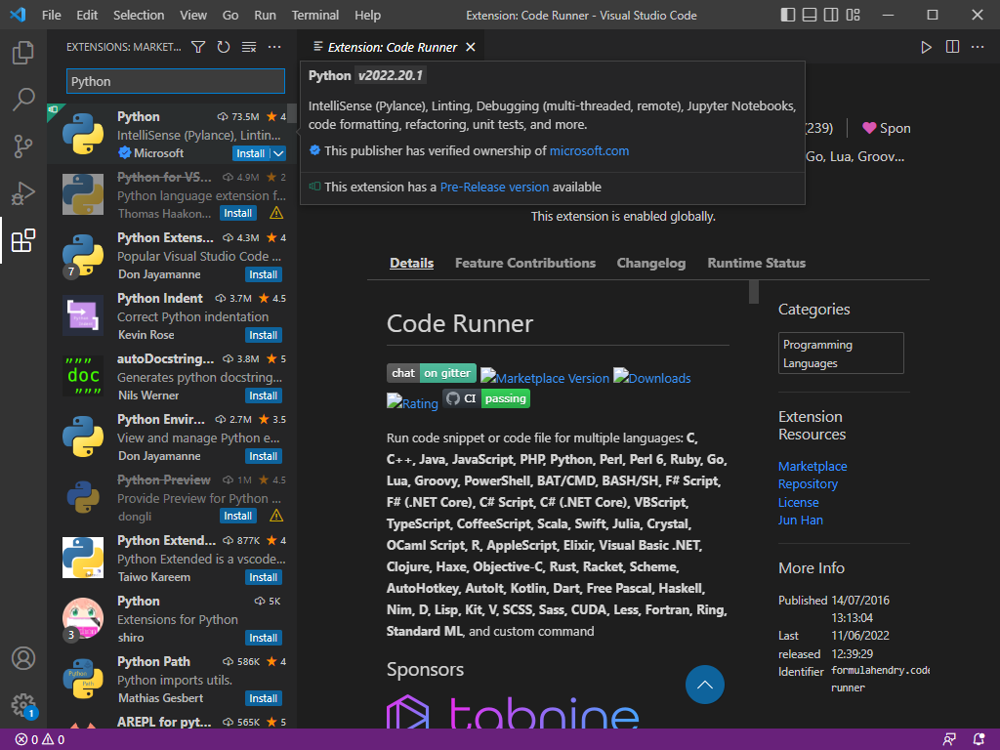 File Edit Selection View Go Run Terminal Help Extension: Code Runner - Visual Studio Code
EXTENSIONS: MARKET...
Extension: Code Runner
Python
Python 73.5M 4
IntelliSense (Pylance), Lintin...
Microsoft Install
Python for VS... 4.9M 2
Python language extension f...
Thomas Haakon... Install
Python Extens... 4.3M 4
Popular Visual Studio Code ...
7
Don Jayamanne Install
Python Indent 3.7M 4.5
Correct Python indentation
Kevin Rose Install
autoDocstring... 3.8M 5
Generates python docstring...
"""
doc
"""
Nils Werner Install
Python Envir... 2.7M 3.5
View and manage Python e...
Don Jayamanne Install
Python Preview 1M 4.5
Provide Preview for Python ...
dongli Install
Python Extend... 877K 4
Python Extended is a vscode...
Taiwo Kareem Install
Python 5K
Extensions for Python
3
shiro Install
Python Path 586K 4
Python imports utils.
Mathias Gesbert Install
AREPL for pyt... 565K 5
1
Python v2022.20.1
IntelliSense (Pylance), Linting, Debugging (multi-threaded, remote), Jupyter Notebooks,
code formatting, refactoring, unit tests, and more.
This publisher has verified ownership of microsoft.com
This extension has a Pre-Release version available
(239) Spon
Go, Lua, Groov...
This extension is enabled globally.
Details Feature Contributions Changelog Runtime Status
Code Runner
chat on gitter Marketplace Version Downloads
Rating CI passing
Run code snippet or code file for multiple languages: C,
C++, Java, JavaScript, PHP, Python, Perl, Perl 6, Ruby, Go,
Lua, Groovy, PowerShell, BAT/CMD, BASH/SH, F# Script,
F# (.NET Core), C# Script, C# (.NET Core), VBScript,
TypeScript, CoffeeScript, Scala, Swift, Julia, Crystal,
OCaml Script, R, AppleScript, Elixir, Visual Basic .NET,
Clojure, Haxe, Objective-C, Rust, Racket, Scheme,
AutoHotkey, AutoIt, Kotlin, Dart, Free Pascal, Haskell,
Nim, D, Lisp, Kit, V, SCSS, Sass, CUDA, Less, Fortran, Ring,
Standard ML, and custom command
Sponsors
tabnine
Categories
Programming
Languages
Extension
Resources
Marketplace
Repository
License
Jun Han
More Info
Published 14/07/2016
13:13:04
Last 11/06/2022
released 12:39:29
Identifier formulahendry.code
runner
0 0